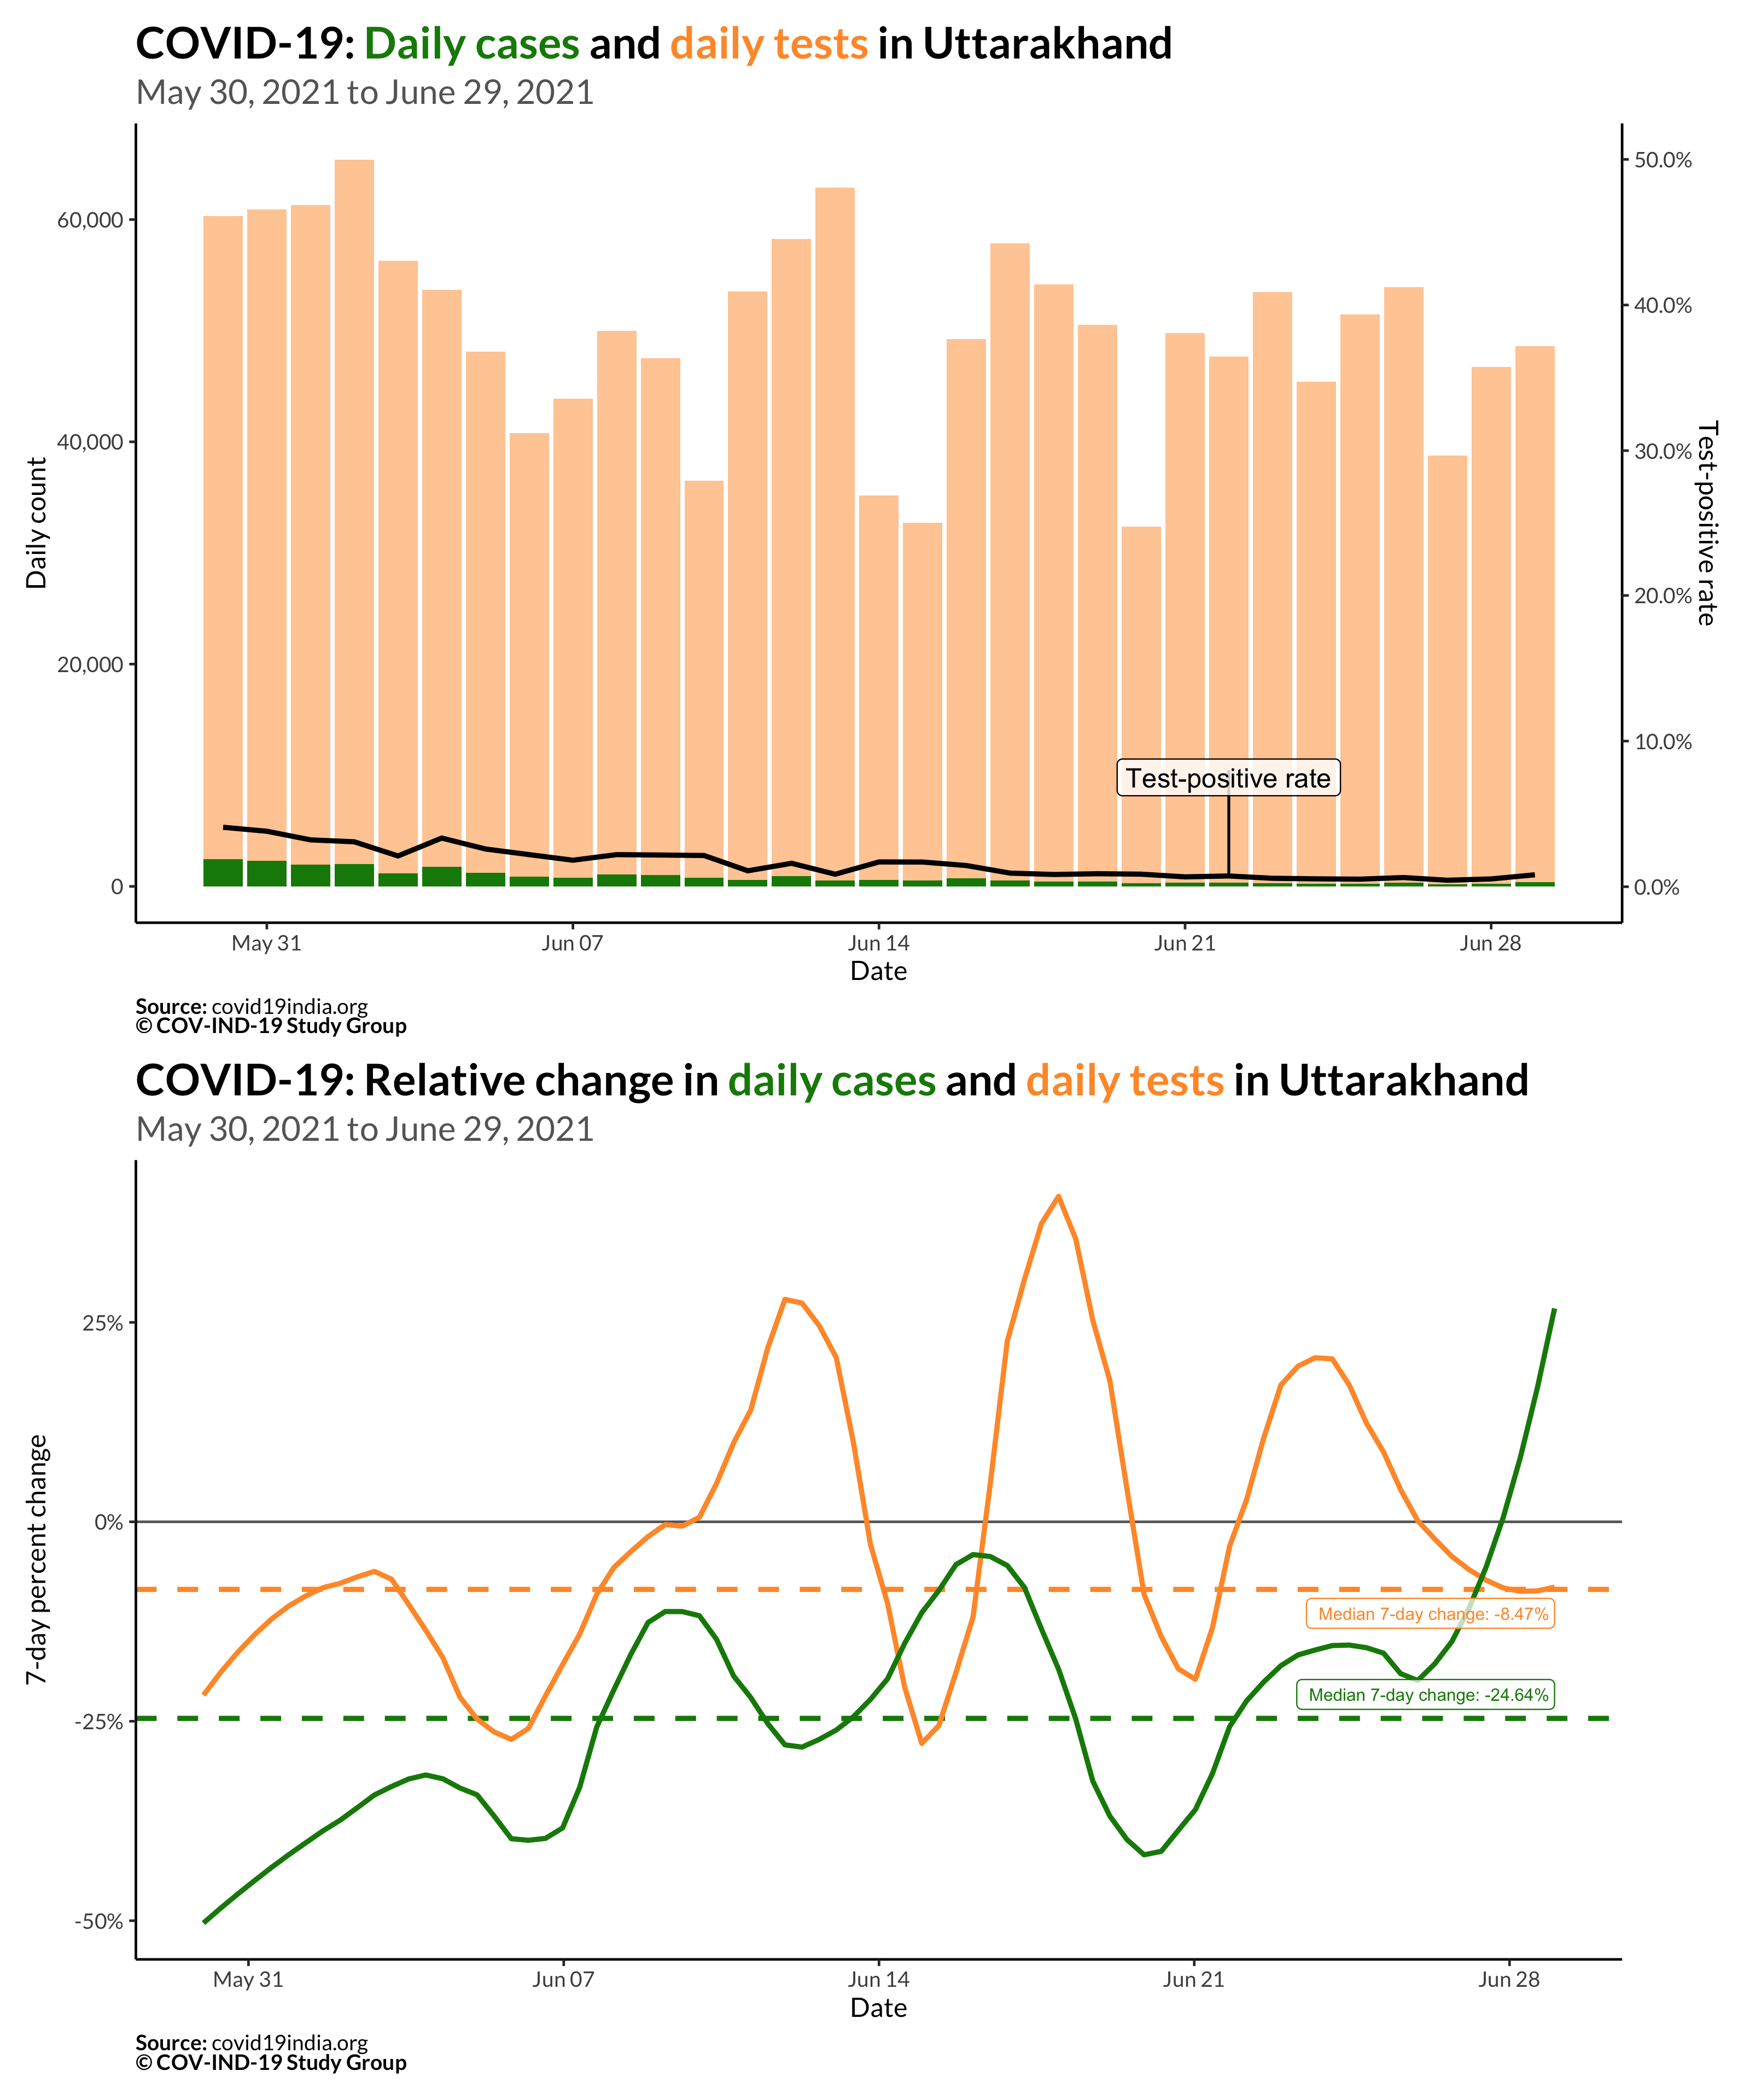 COVID-19: Daily cases and daily tests in Uttarakhand
May 30, 2021 to June 29, 2021
Daily count
60,000
40,000
20,000
0
50.0%
40.0%
30.0%
20.0%
10.0%
0.0%
Test-positive rate
Test-positive rate
May 31
Jun 07
Jun 14
Jun 21
Jun 28
Date
Source: covid19india.org
© COV-IND-19 Study Group
COVID-19: Relative change in daily cases and daily tests in Uttarakhand
May 30, 2021 to June 29, 2021
7-day percent change
25%
0%
-25%
-50%
Median 7-day change: -8.47%
Median 7-day change: -24.64%
May 31
Jun 07
Jun 14
Jun 21
Jun 28
Date
Source: covid19india.org
© COV-IND-19 Study Group